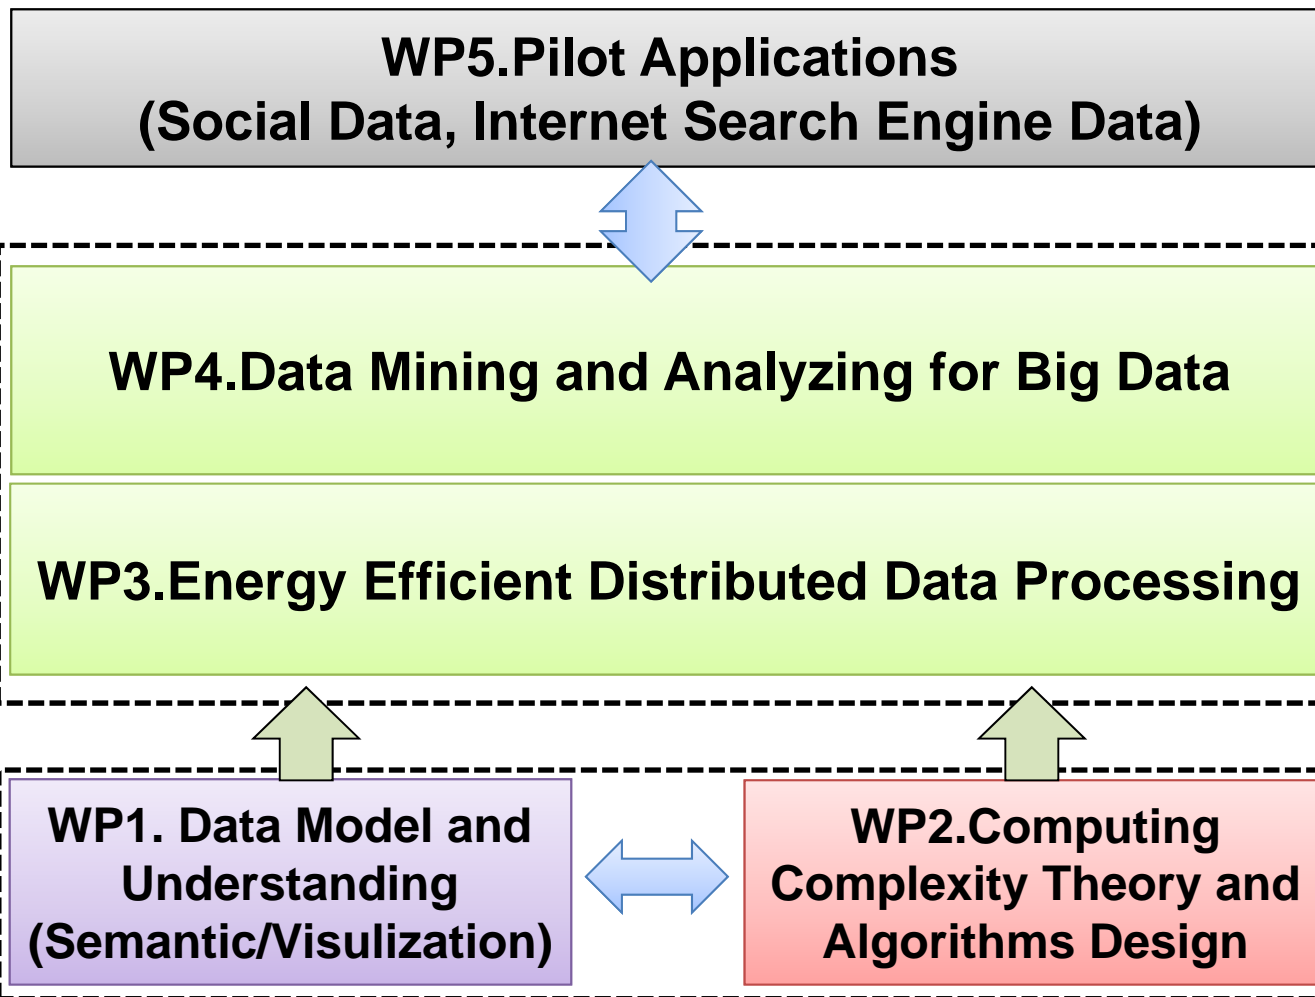 WP5.Pilot Applications
(Social Data, Internet Search Engine Data)
WP4.Data Mining and Analyzing for Big Data
WP3.Energy Efficient Distributed Data Processing
WP1. Data Model and
Understanding
(Semantic/Visulization)
WP2.Computing
Complexity Theory and
Algorithms Design